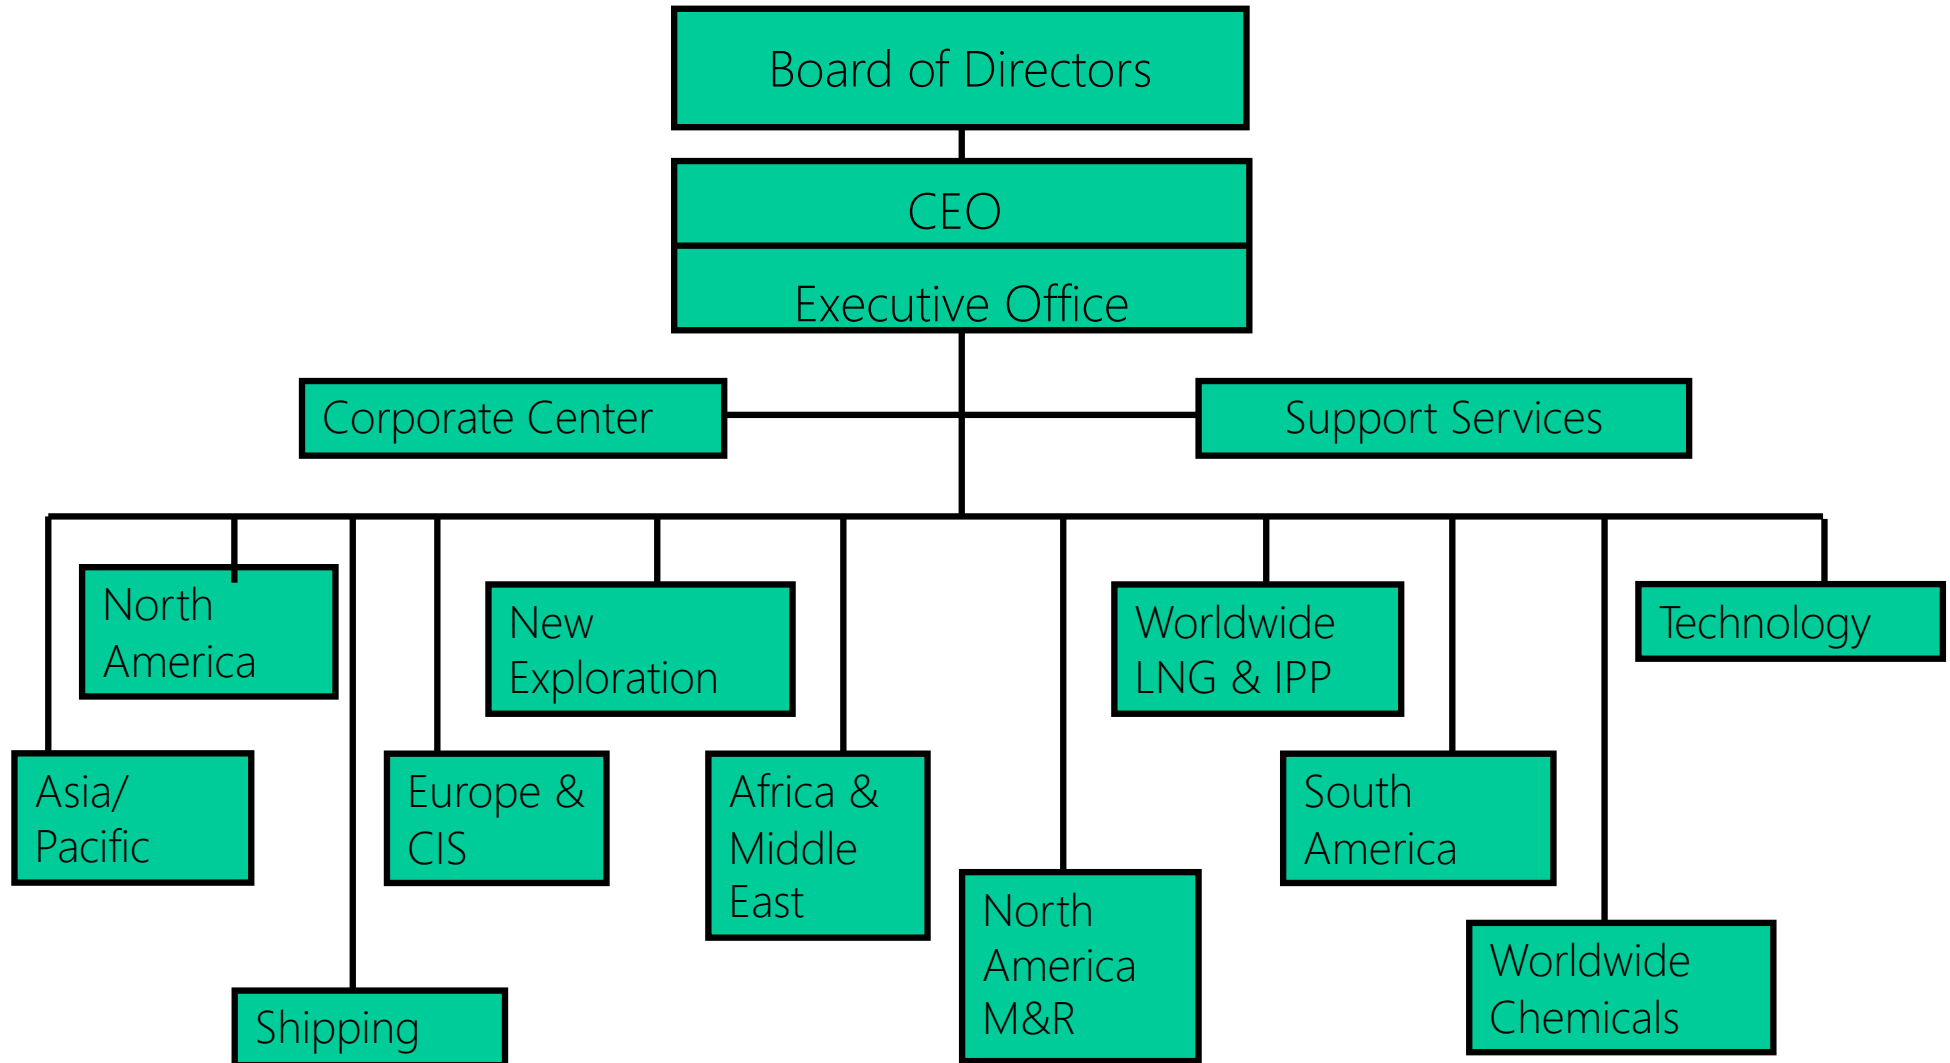 Board of Directors
CEO
Executive Office
Corporate Center
Support Services
North
America
New
Exploration
Worldwide
LNG & IPP
Technology
Asia/
Pacific
Europe &
CIS
Africa &
Middle
East
South
America
North
America
M&R
Worldwide
Chemicals
Shipping